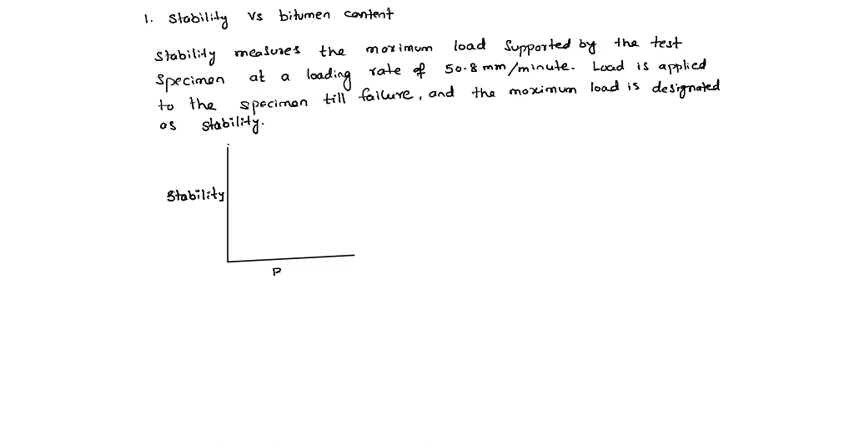 1. Stability Vs bitumen content
Stability measures the maximum load supported by the test
Specimen at a loading rate of 50.8 mm/minute. Load is applied
to the specimen till failure, and the maximum load is designated
as stability.
Stability
P